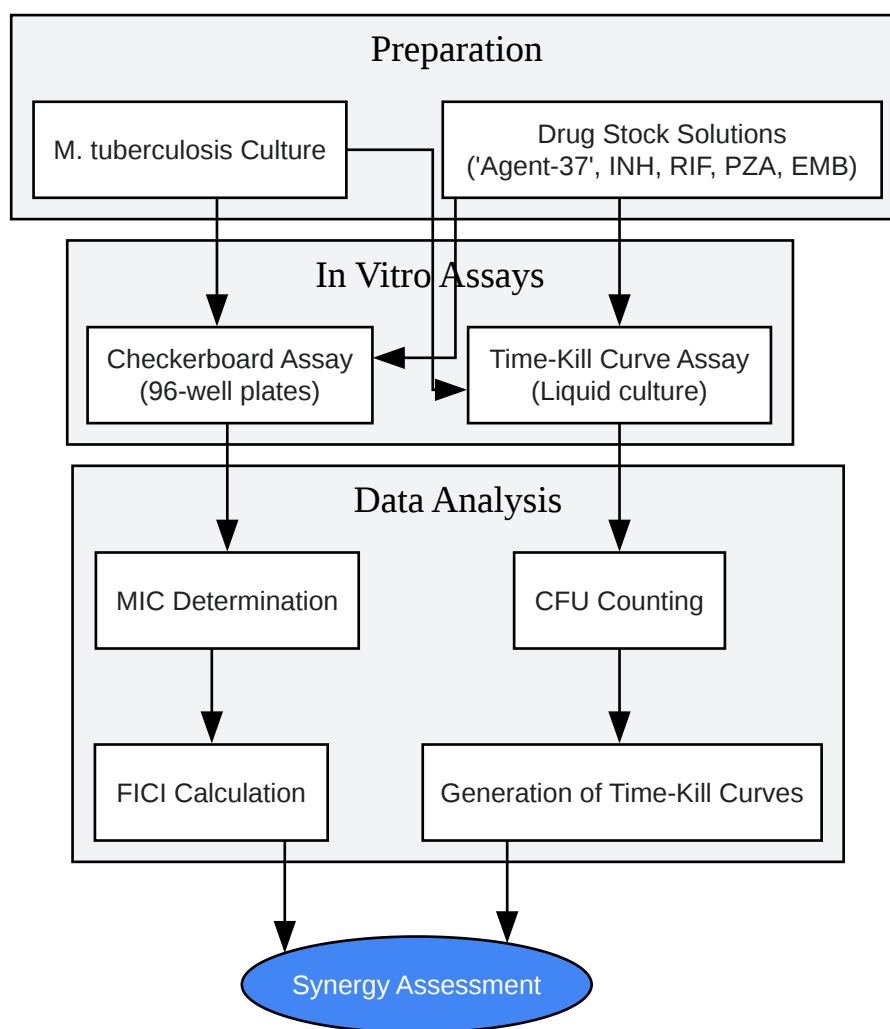 Preparation
M. tuberculosis Culture
Drug Stock Solutions
('Agent-37', INH, RIF, PZA, EMB)
In Vitro Assays
Checkerboard Assay
(96-well plates)
Time-Kill Curve Assay
(Liquid culture)
Data Analysis
MIC Determination
CFU Counting
FICI Calculation
Generation of Time-Kill Curves
Synergy Assessment